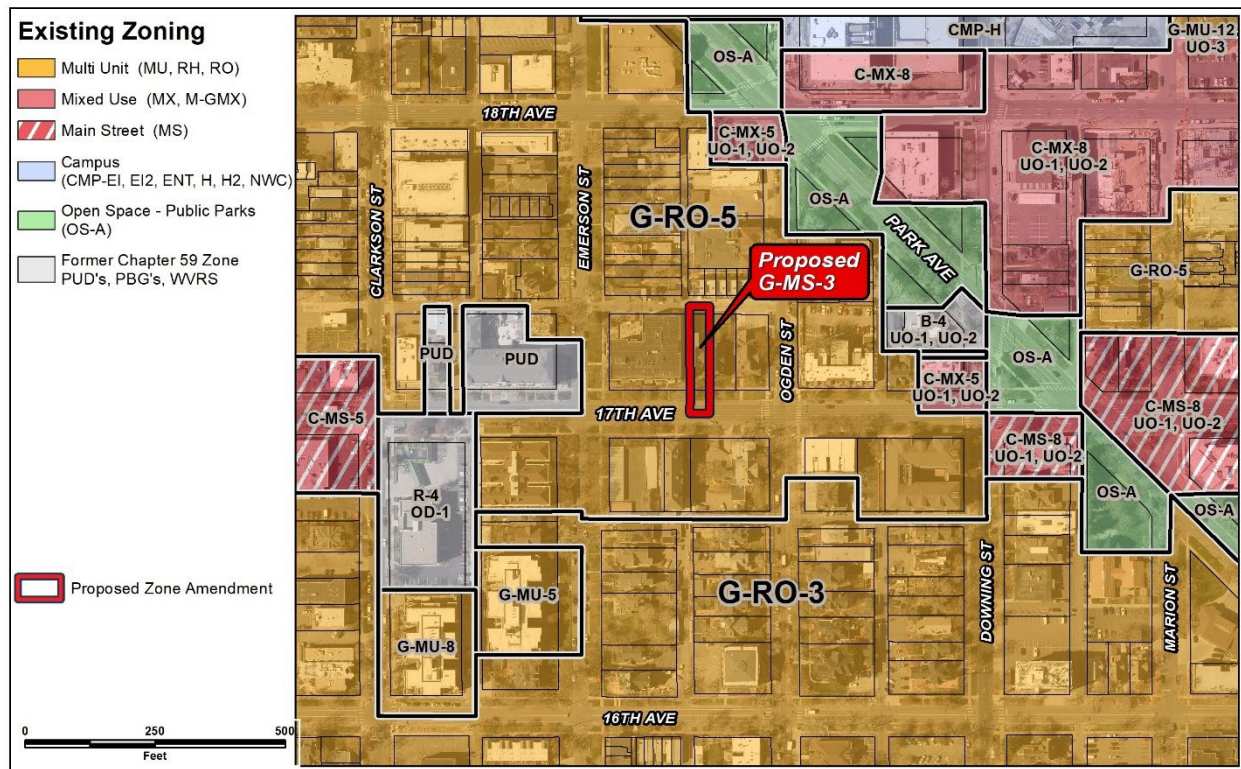 Existing Zoning
Multi Unit (MU, RH, RO)
Mixed Use (MX, M-GMX)
Main Street (MS)
Campus
(CMP-EI, EI2, ENT, H, H2, NWC)
Open Space - Public Parks
(OS-A)
Former Chapter 59 Zone
PUD's, PBG's, WVRS
Proposed Zone Amendment
0 250 500
Feet
CMP-H
G-MU-12,
UO-3
OS-A
C-MX-8
18TH AVE
C-MX-5
UO-1, UO-2
C-MX-8
UO-1, UO-2
OS-A
CLARKSON ST
EMERSON ST
G-RO-5
PARK AVE
Proposed
G-MS-3
G-RO-5
OGDEN ST
B-4
UO-1, UO-2
PUD
PUD
OS-A
C-MX-5
UO-1, UO-2
C-MS-5
17TH AVE
C-MS-8
UO-1, UO-2
C-MS-8
UO-1, UO-2
R-4
OD-1
OS-A
OS-A
G-MU-5
G-RO-3
DOWNING ST
MARION ST
G-MU-8
16TH AVE